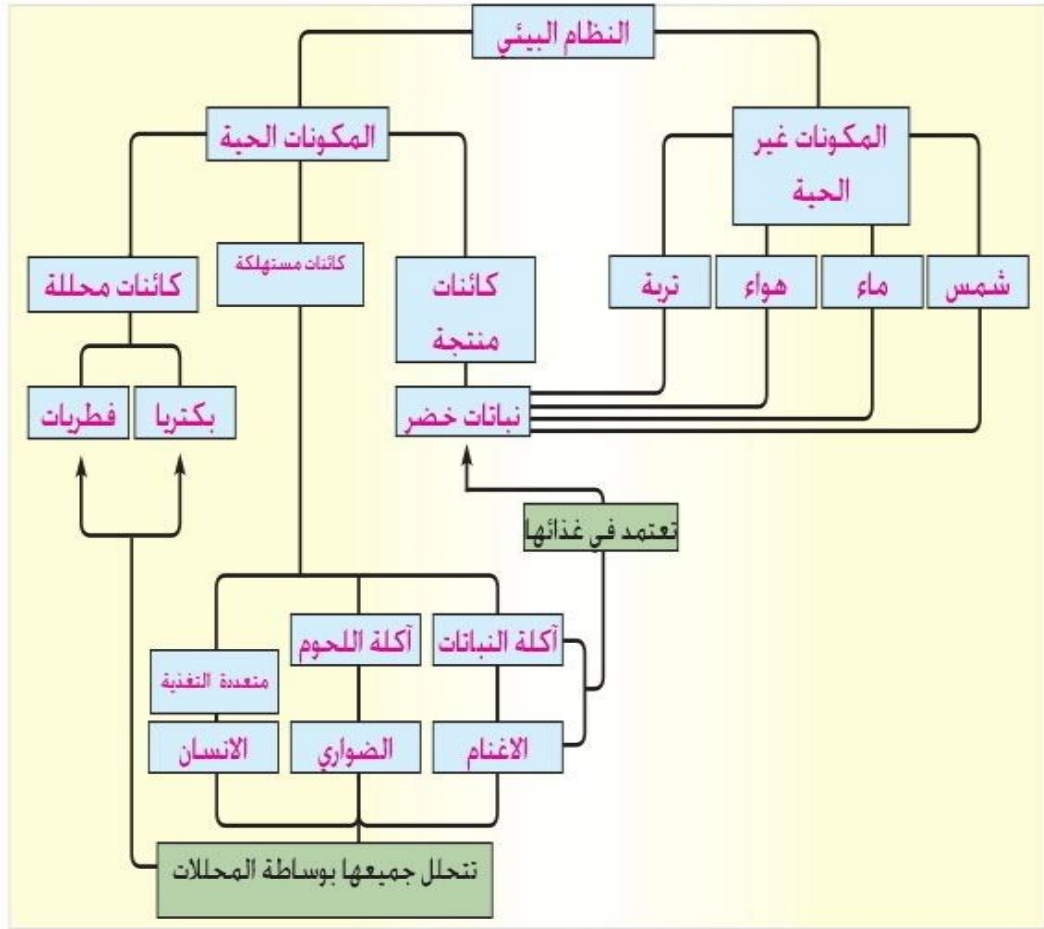 النظام البيئي
المكونات غير
الحية
المكونات الحية
شمس
ماء
هواء
تربة
كائنات
منتجة
كائنات مستهلكة
كائنات محللة
نباتات خضر
بكتريا
فطريات
تعتمد في غذائها
آكلة النباتات
آكلة اللحوم
متعددة التغذية
الاغنام
الضواري
الانسان
تتحلل جميعها بوساطة المحللات